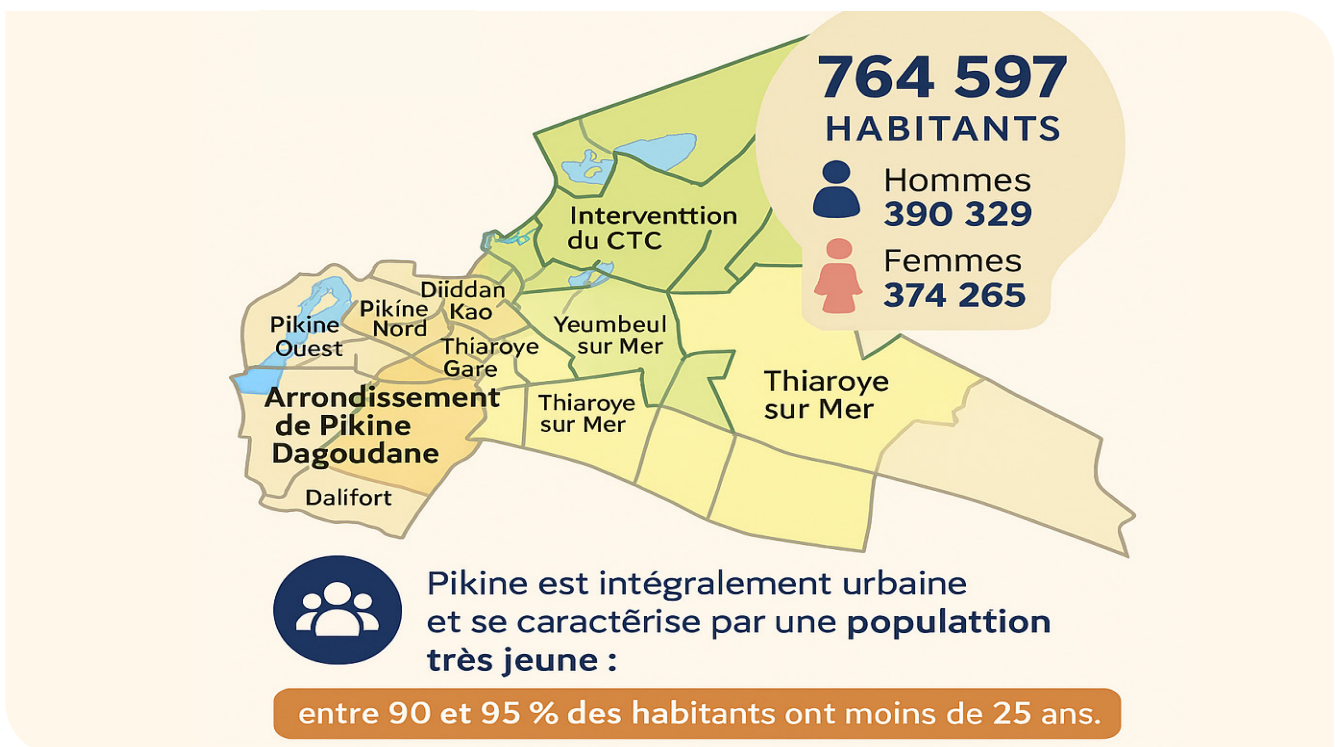 764 597
HABITANTS
Hommes
390 329
Femmes
374 265
Interventtion
du CTC
Diiddan
Kao
Pikíne
Nord
Pikine
Ouest
Thiaroye
Gare
Yeumbeul
sur Mer
Thiaroye
sur Mer
Thiaroye
sur Mer
Arrondissement
de Pikine
Dagoudane
Dalifort
Pikine est intégralement urbaine
et se caractẽrise par une populattion
très jeune :
entre 90 et 95 % des habitants ont moins de 25 ans.